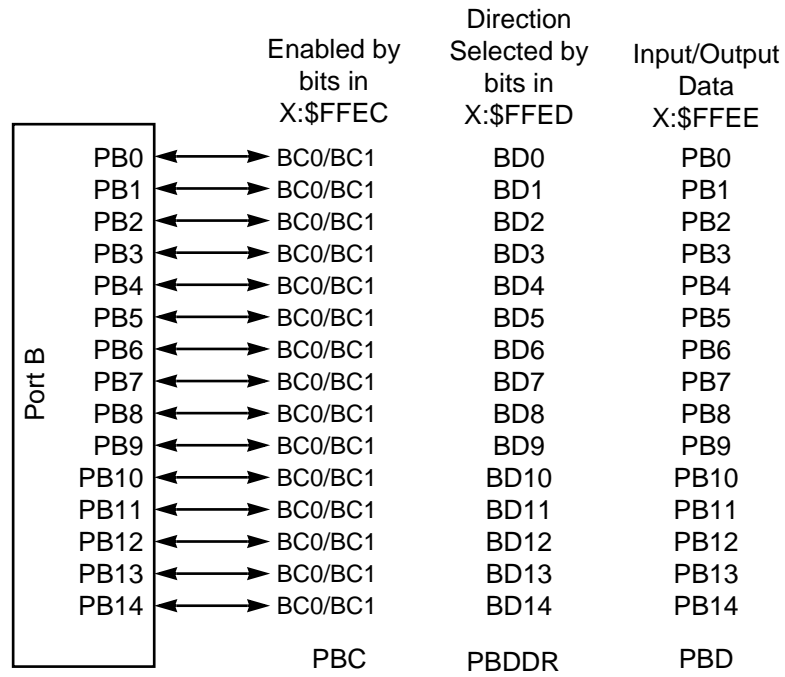 Enabled by
bits in
X:$FFEC
Direction
Selected by
bits in
X:$FFED
Input/Output
Data
X:$FFEE
Port B
PB0 BC0/BC1 BD0 PB0
PB1 BC0/BC1 BD1 PB1
PB2 BC0/BC1 BD2 PB2
PB3 BC0/BC1 BD3 PB3
PB4 BC0/BC1 BD4 PB4
PB5 BC0/BC1 BD5 PB5
PB6 BC0/BC1 BD6 PB6
PB7 BC0/BC1 BD7 PB7
PB8 BC0/BC1 BD8 PB8
PB9 BC0/BC1 BD9 PB9
PB10 BC0/BC1 BD10 PB10
PB11 BC0/BC1 BD11 PB11
PB12 BC0/BC1 BD12 PB12
PB13 BC0/BC1 BD13 PB13
PB14 BC0/BC1 BD14 PB14
PBC PBDDR PBD